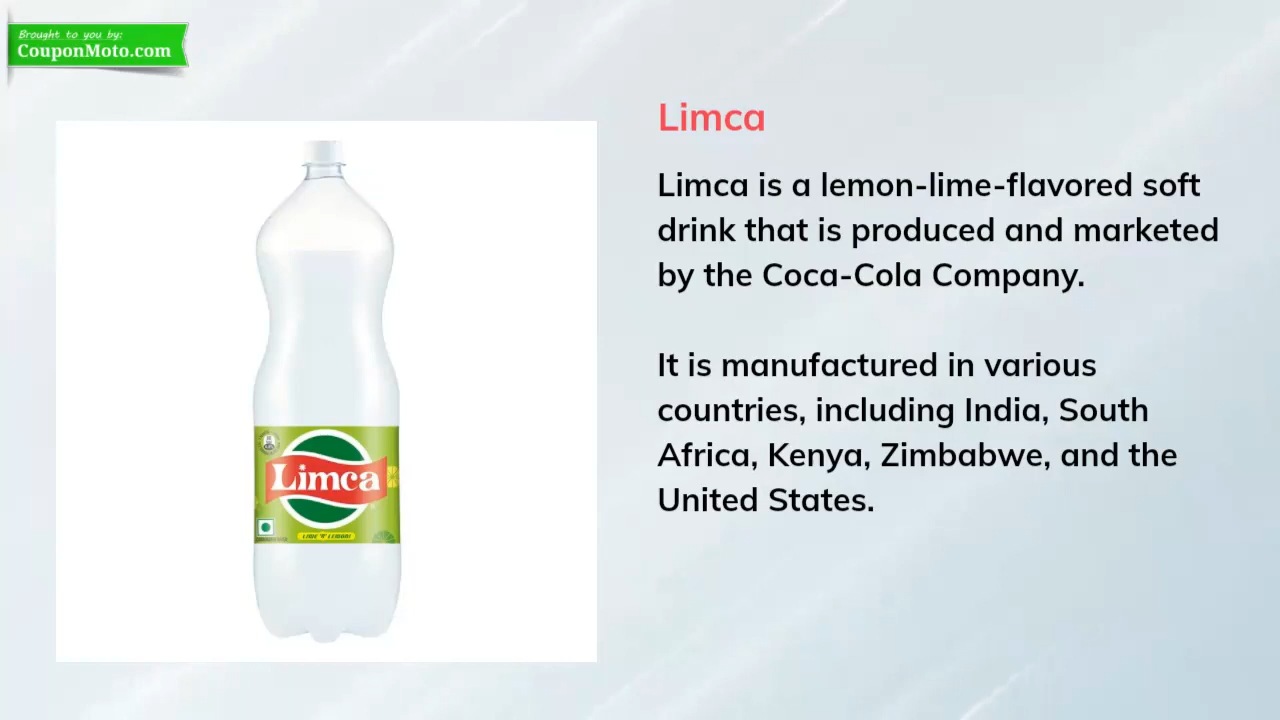 Brought to you by:
CouponMoto.com
Limca
Limca is a lemon-lime-flavored soft
drink that is produced and marketed
by the Coca-Cola Company.
It is manufactured in various
countries, including India, South
Africa, Kenya, Zimbabwe, and the
United States.
Limca
LIME 'N' LEMONI